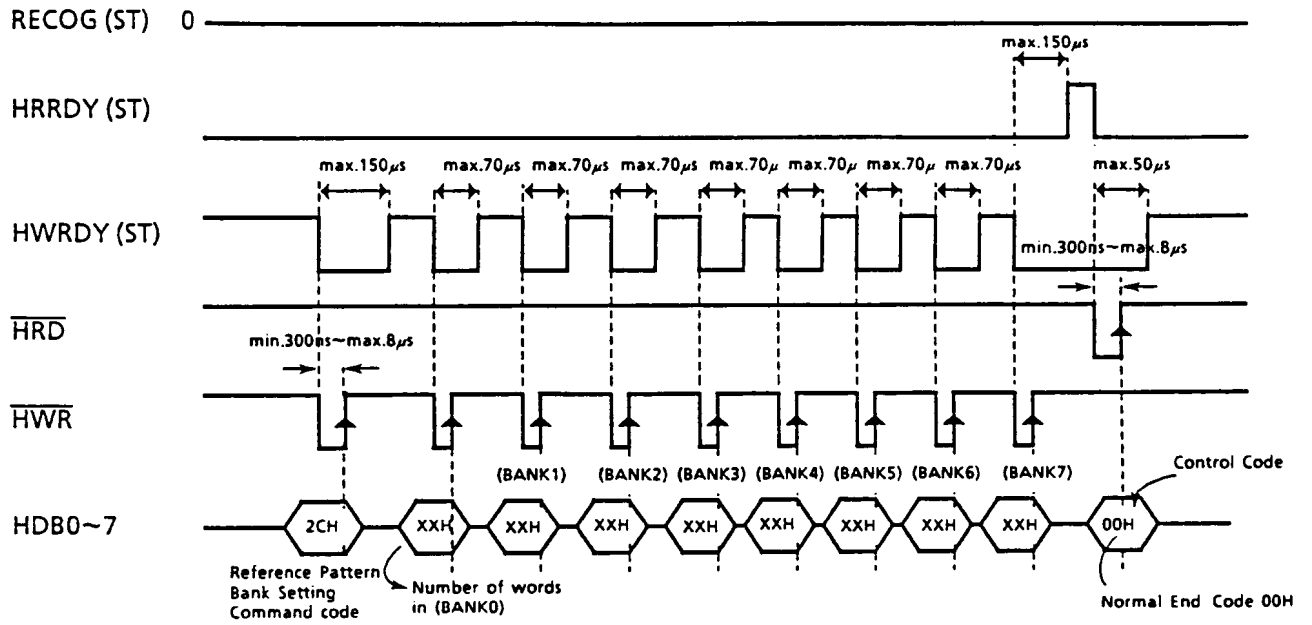 RECOG (ST) 0
max.150μs
HRRDY (ST)
max.150μs max.70μs max.70μs max.70μs max.70μ max.70μ max.70μ max.70μs max.50μs
HWRDY (ST)
min.300ns~max.8μs
HRD
min.300ns~max.8μs
HWR
(BANK1) (BANK2) (BANK3) (BANK4) (BANK5) (BANK6) (BANK7)
Control Code
HDB0~7 2CH XXH XXH XXH XXH XXH XXH XXH XXH 00H
Reference Pattern
Bank Setting
Command code
Number of words
in (BANK0)
Normal End Code 00H